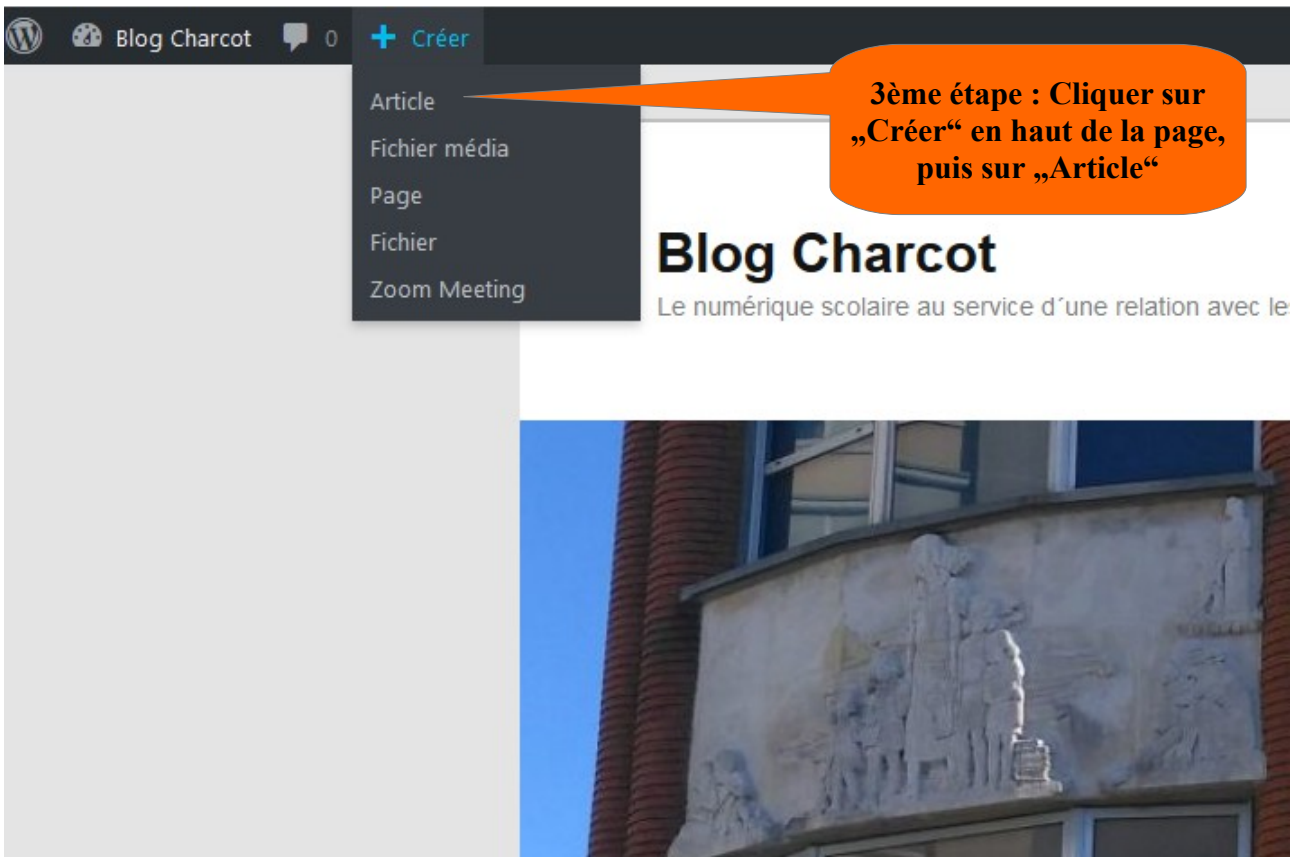 Blog Charcot 0 + Créer
Article
Fichier média
Page
Fichier
Zoom Meeting
3ème étape : Cliquer sur
„Créer“ en haut de la page,
puis sur „Article“
Blog Charcot
Le numérique scolaire au service d´une relation avec les